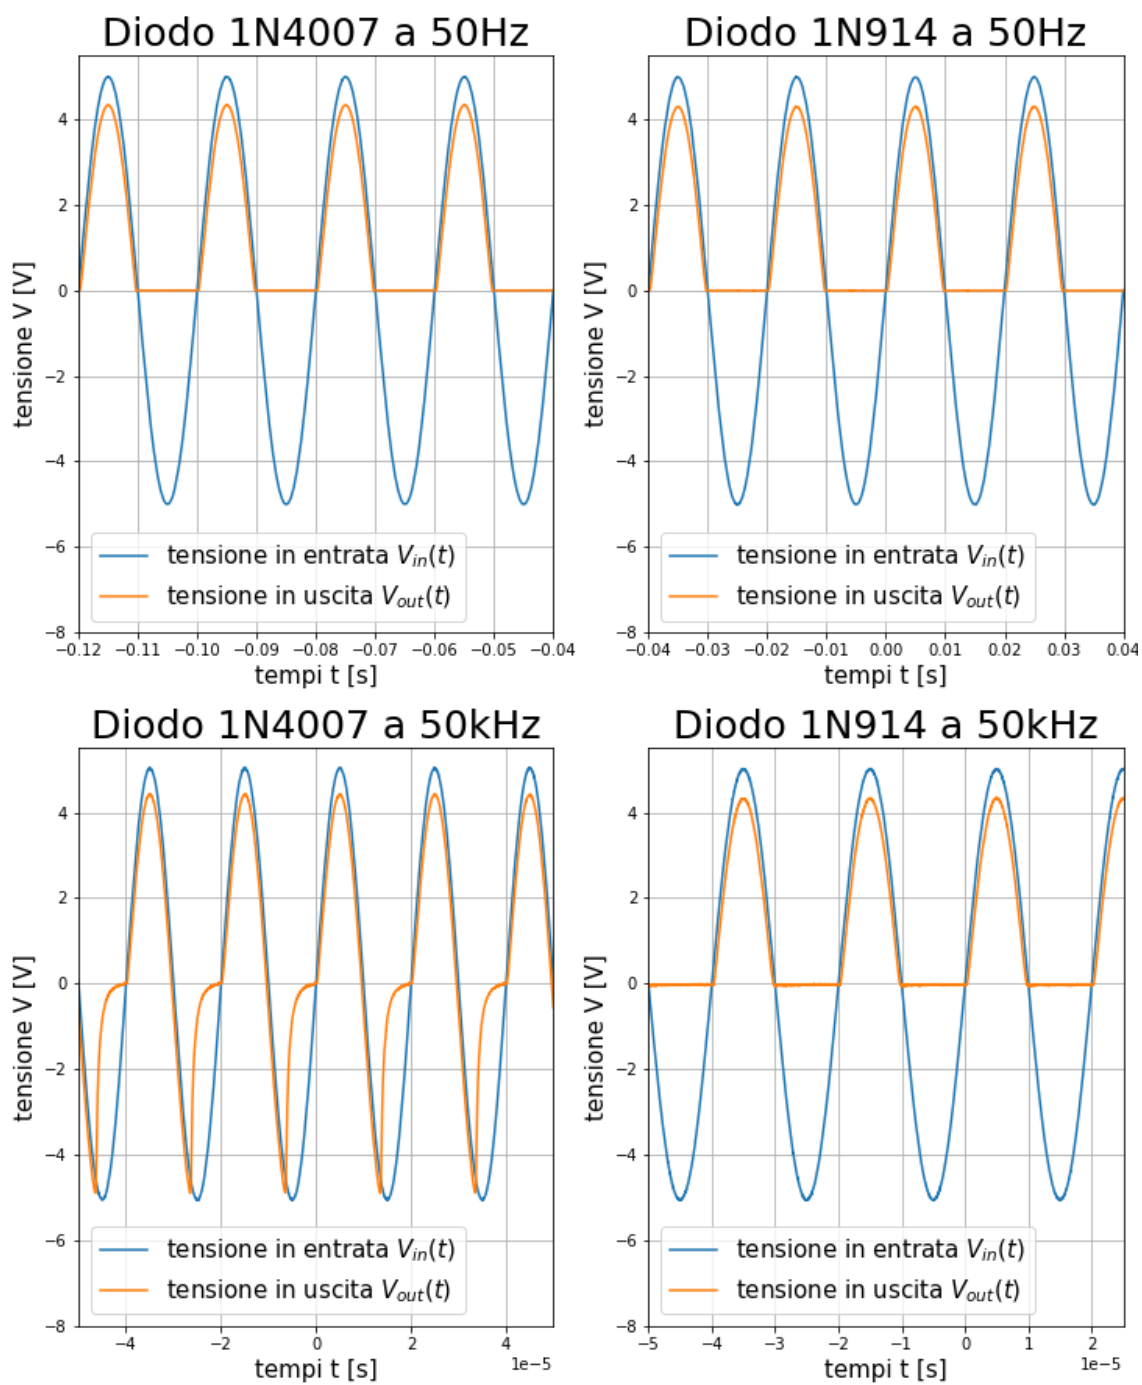 Diodo 1N4007 a 50Hz
tensione V [V]
4
2
0
−2
−4
−6
−8
tensione in entrata V_in(t)
tensione in uscita V_out(t)
−0.12 −0.11 −0.10 −0.09 −0.08 −0.07 −0.06 −0.05 −0.04
tempi t [s]
Diodo 1N914 a 50Hz
tensione V [V]
4
2
0
−2
−4
−6
−8
tensione in entrata V_in(t)
tensione in uscita V_out(t)
−0.04 −0.03 −0.02 −0.01 0.00 0.01 0.02 0.03 0.04
tempi t [s]
Diodo 1N4007 a 50kHz
tensione V [V]
4
2
0
−2
−4
−6
−8
tensione in entrata V_in(t)
tensione in uscita V_out(t)
−4 −2 0 2 4
1e−5
tempi t [s]
Diodo 1N914 a 50kHz
tensione V [V]
4
2
0
−2
−4
−6
−8
tensione in entrata V_in(t)
tensione in uscita V_out(t)
−5 −4 −3 −2 −1 0 1 2
1e−5
tempi t [s]